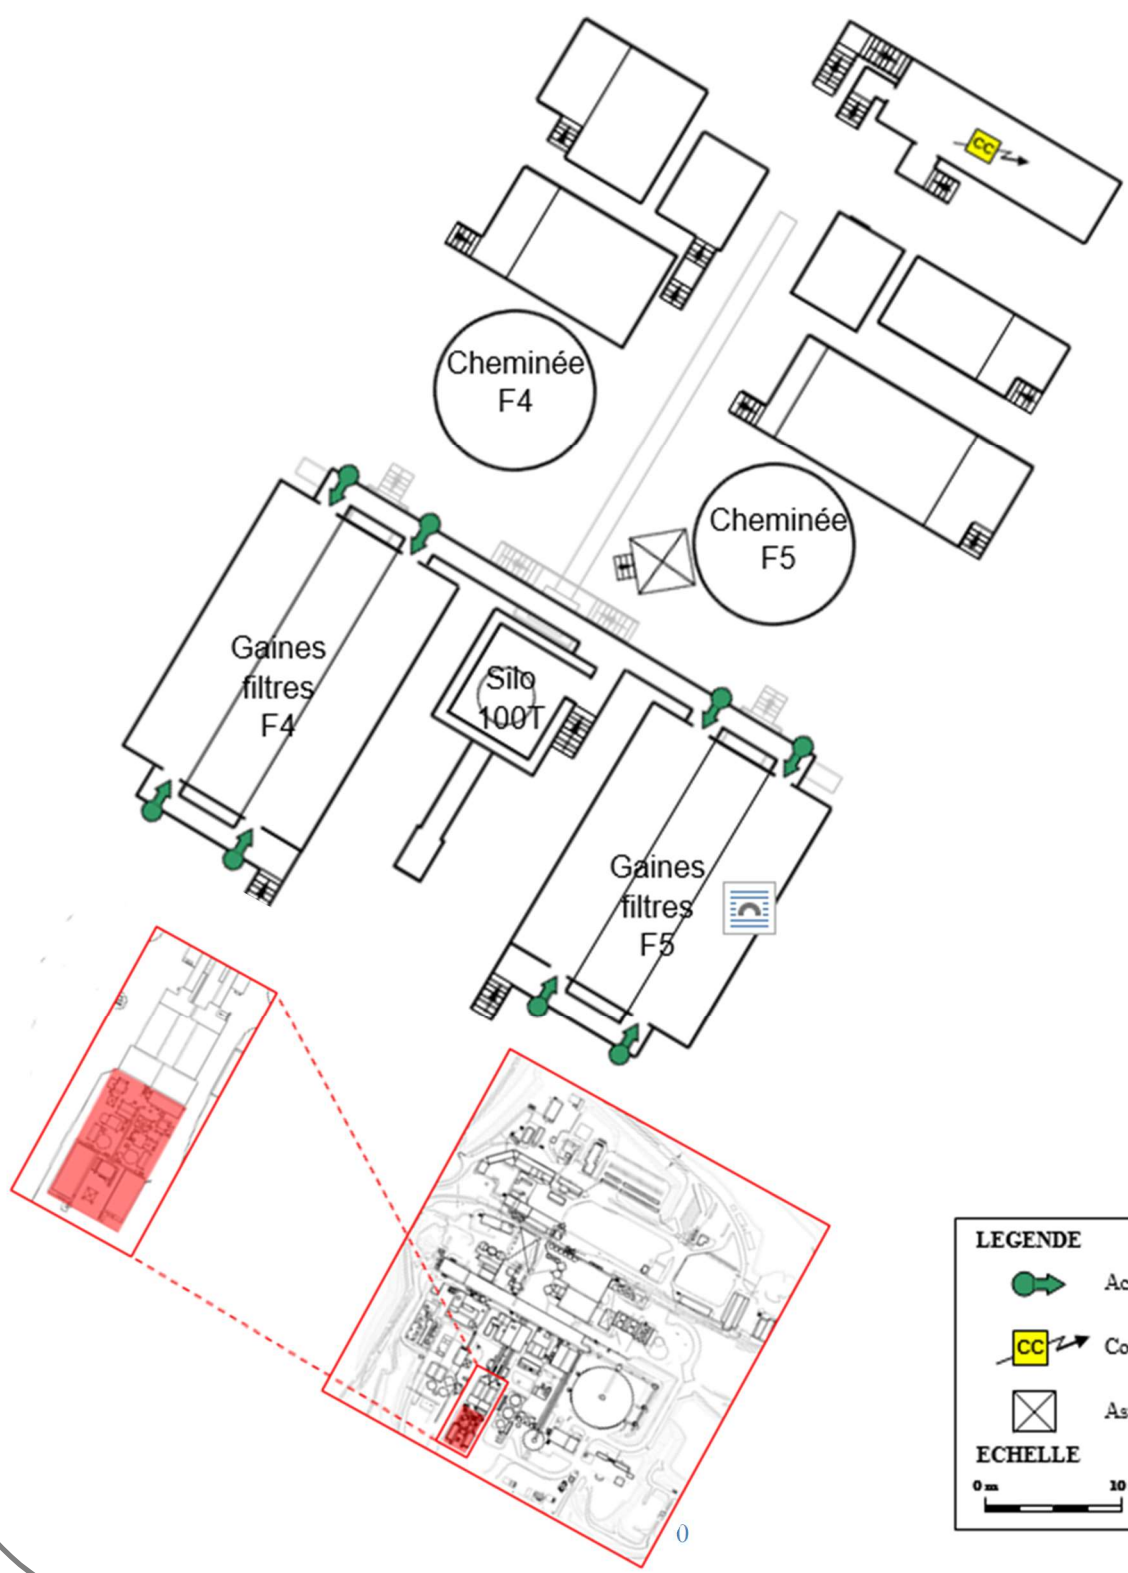 CC
Cheminée
F4
Cheminée
F5
Gaines
filtres
F4
Silo
100T
Gaines
filtres
F5
LEGENDE
Ac
CC
Co
As
ECHELLE
0 m
10
0